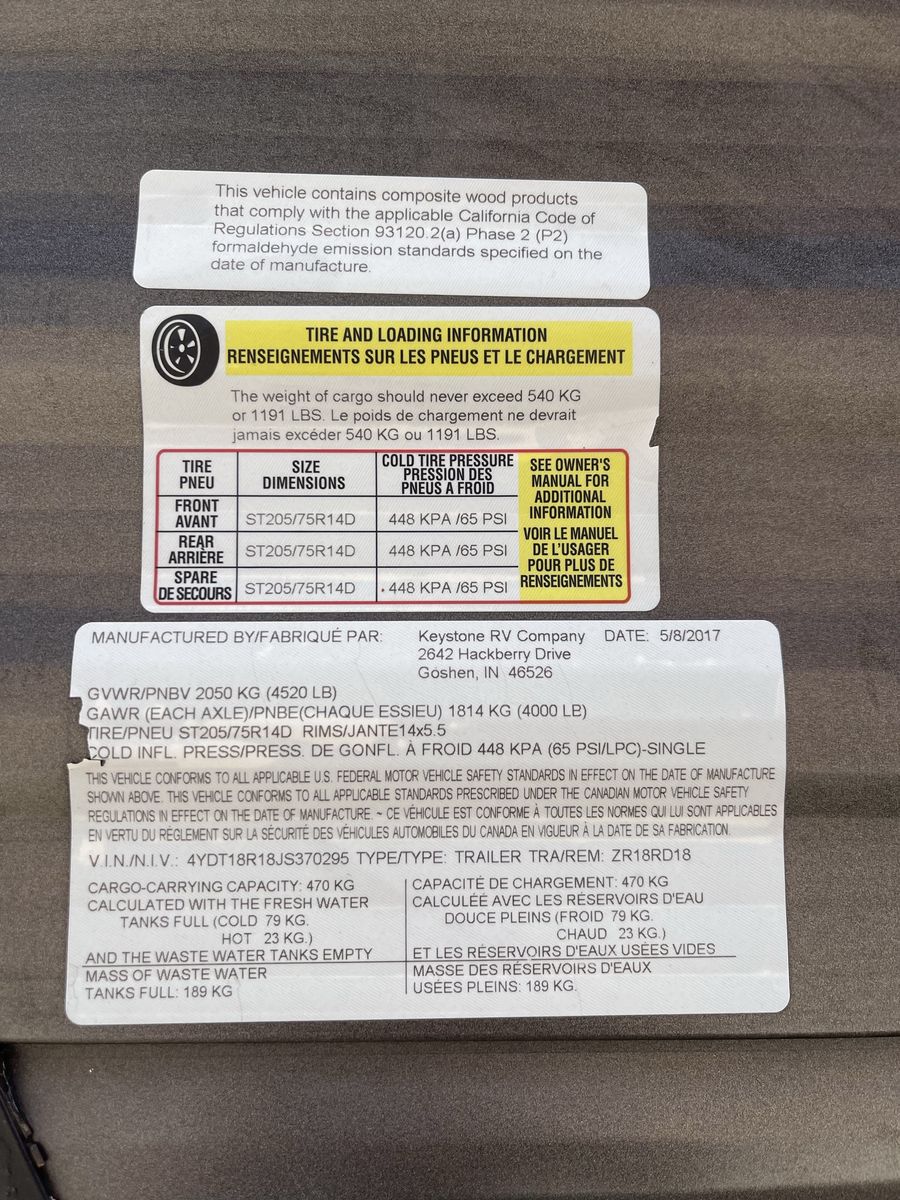 This vehicle contains composite wood products
that comply with the applicable California Code of
Regulations Section 93120.2(a) Phase 2 (P2)
formaldehyde emission standards specified on the
date of manufacture.
TIRE AND LOADING INFORMATION
RENSEIGNEMENTS SUR LES PNEUS ET LE CHARGEMENT
The weight of cargo should never exceed 540 KG
or 1191 LBS. Le poids de chargement ne devrait
jamais excéder 540 KG ou 1191 LBS.
TIRE
PNEU
SIZE
DIMENSIONS
COLD TIRE PRESSURE
PRESSION DES
PNEUS A FROID
FRONT
AVANT
ST205/75R14D
448 KPA /65 PSI
REAR
ARRIÈRE
ST205/75R14D
448 KPA /65 PSI
SPARE
DE SECOURS
ST205/75R14D
448 KPA /65 PSI
SEE OWNER'S
MANUAL FOR
ADDITIONAL
INFORMATION
VOIR LE MANUEL
DE L'USAGER
POUR PLUS DE
RENSEIGNEMENTS
MANUFACTURED BY/FABRIQUÉ PAR: Keystone RV Company DATE: 5/8/2017
2642 Hackberry Drive
Goshen, IN 46526
GVWR/PNBV 2050 KG (4520 LB)
GAWR (EACH AXLE)/PNBE(CHAQUE ESSIEU) 1814 KG (4000 LB)
TIRE/PNEU ST205/75R14D RIMS/JANTE14x5.5
COLD INFL. PRESS/PRESS. DE GONFL. À FROID 448 KPA (65 PSI/LPC)-SINGLE
THIS VEHICLE CONFORMS TO ALL APPLICABLE U.S. FEDERAL MOTOR VEHICLE SAFETY STANDARDS IN EFFECT ON THE DATE OF MANUFACTURE
SHOWN ABOVE. THIS VEHICLE CONFORMS TO ALL APPLICABLE STANDARDS PRESCRIBED UNDER THE CANADIAN MOTOR VEHICLE SAFETY
REGULATIONS IN EFFECT ON THE DATE OF MANUFACTURE. ~ CE VÉHICULE EST CONFORME À TOUTES LES NORMES QUI LUI SONT APPLICABLES
EN VERTU DU RÈGLEMENT SUR LA SÉCURITÉ DES VÉHICULES AUTOMOBILES DU CANADA EN VIGUEUR À LA DATE DE SA FABRICATION.
V.I.N./N.I.V.: 4YDT18R18JS370295 TYPE/TYPE: TRAILER TRA/REM: ZR18RD18
CARGO-CARRYING CAPACITY: 470 KG
CALCULATED WITH THE FRESH WATER
TANKS FULL (COLD 79 KG.
HOT 23 KG.)
AND THE WASTE WATER TANKS EMPTY
MASS OF WASTE WATER
TANKS FULL: 189 KG
CAPACITÉ DE CHARGEMENT: 470 KG
CALCULÉÉ AVEC LES RÉSERVOIRS D'EAU
DOUCE PLEINS (FROID 79 KG.
CHAUD 23 KG.)
ET LES RÉSERVOIRS D'EAUX USÉES VIDES
MASSE DES RÉSERVOIRS D'EAUX
USÉES PLEINS: 189 KG.